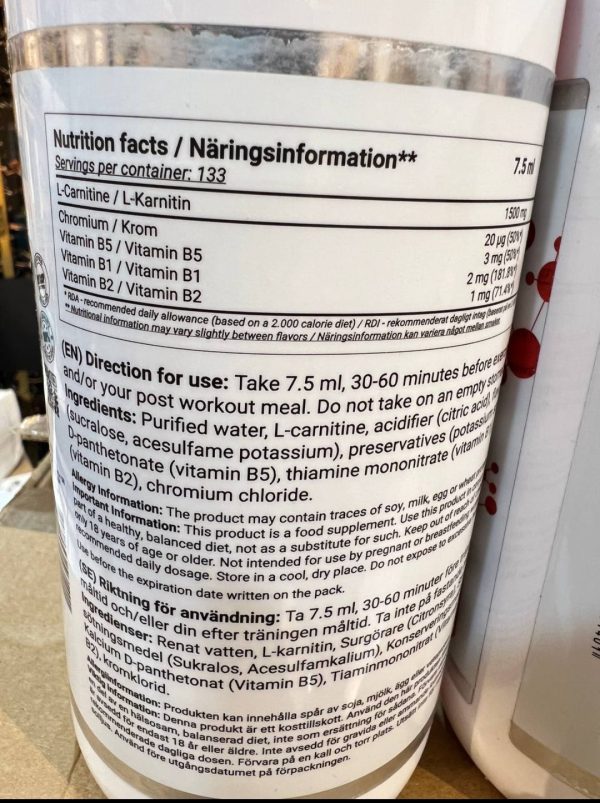 Nutrition facts / Näringsinformation** 7.5 ml
Servings per container: 133
L-Carnitine / L-Karnitin 1500 mg
Chromium / Krom 20 µg (50%*)
Vitamin B5 / Vitamin B5 3 mg (50%*)
Vitamin B1 / Vitamin B1 2 mg (181.8%*)
Vitamin B2 / Vitamin B2 1 mg (71.4%*)
* RDA - recommended daily allowance (based on a 2.000 calorie diet) / RDI - rekommenderat dagligt intag
** Nutritional information may vary slightly between flavors / Näringsinformation kan variera något mellan smaker.
(EN) Direction for use: Take 7.5 ml, 30-60 minutes before
and/or your post workout meal. Do not take on an empty
Ingredients: Purified water, L-carnitine, acidifier (citric acid),
(sucralose, acesulfame potassium), preservatives (potassium
D-panthetonate (vitamin B5), thiamine mononitrate (vitamin
(vitamin B2), chromium chloride.
Allergy Information: The product may contain traces of soy, milk, egg or wheat
Important Information: This product is a food supplement. Use this product
part of a healthy, balanced diet, not as a substitute for such. Keep out of reach
only 18 years of age or older. Not intended for use by pregnant or breastfeeding
recommended daily dosage. Store in a cool, dry place. Do not expose to
Use before the expiration date written on the pack.
(SE) Riktning för användning: Ta 7.5 ml, 30-60 minuter före
måltid och/eller din efter träningen måltid. Ta inte på
Ingredienser: Renat vatten, L-karnitin, Surgörare
Sötningsmedel (Sukralos, Acesulfamkalium),
Kalcium D-panthetonat (Vitamin B5), Tiaminmononitrat
B2), kromklorid.
Allergiinformation: Produkten kan innehålla spår av soja, mjölk, ägg eller
Viktig information: Denna produkt är ett kosttillskott. Använd den här
del av en hälsosam, balanserad diet, inte som ersättning för sådana.
avsedd för endast 18 år eller äldre. Inte avsedd för gravida eller
dagliga dosen. Förvara på en kall och torr plats.
Använd före utgångsdatumet på förpackningen.